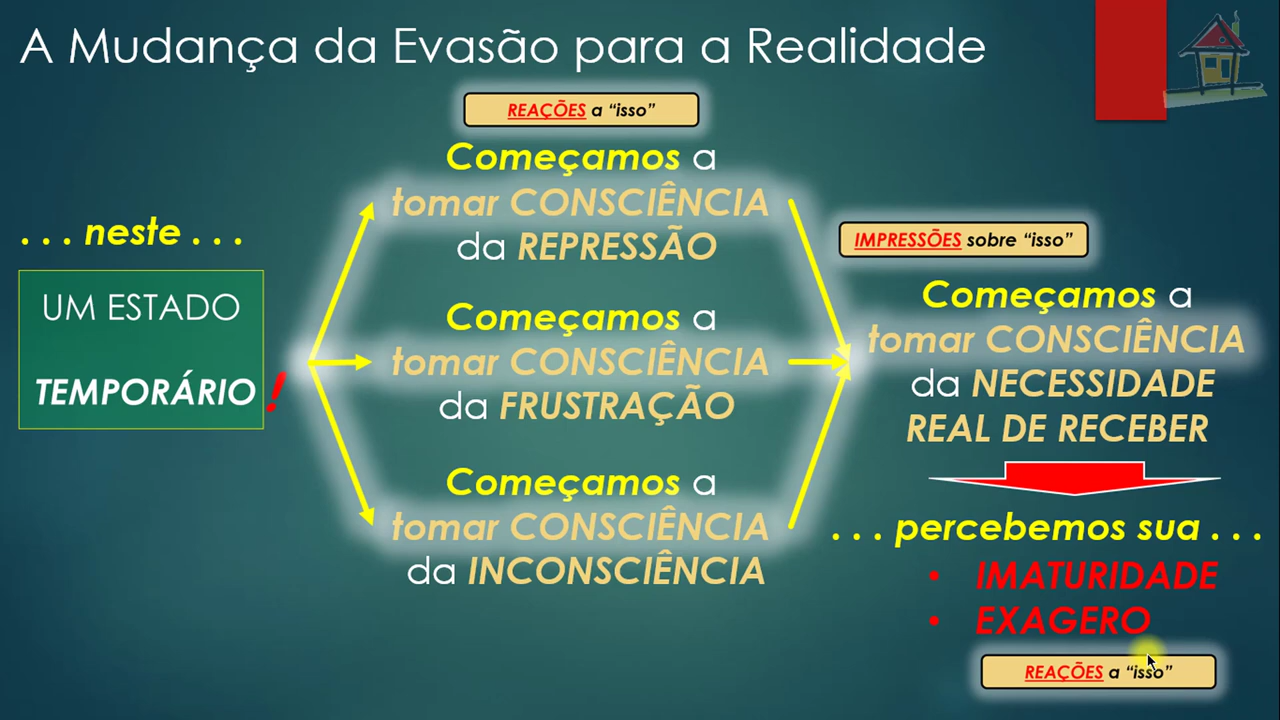 A Mudança da Evasão para a Realidade
REAÇÕES a “isso”
Começamos a
tomar CONSCIÊNCIA
da REPRESSÃO
. . . neste . . .
UM ESTADO
TEMPORÁRIO!
Começamos a
tomar CONSCIÊNCIA
da FRUSTRAÇÃO
Começamos a
tomar CONSCIÊNCIA
da INCONSCIÊNCIA
IMPRESSÕES sobre “isso”
Começamos a
tomar CONSCIÊNCIA
da NECESSIDADE
REAL DE RECEBER
. . . percebemos sua . . .
• IMATURIDADE
• EXAGERO
REAÇÕES a “isso”